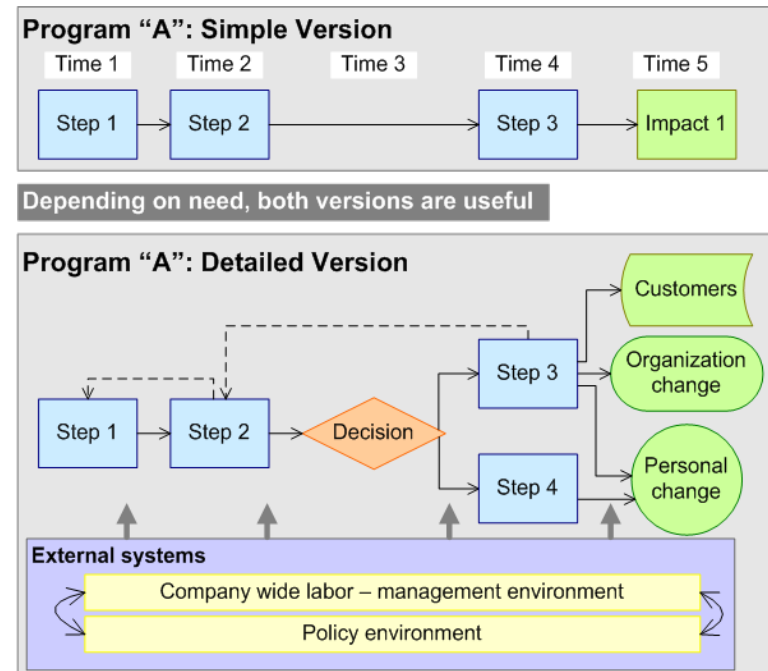 Program “A”: Simple Version
Time 1 Time 2 Time 3 Time 4 Time 5
Step 1 Step 2 Step 3 Impact 1
Depending on need, both versions are useful
Program “A”: Detailed Version
Customers
Step 3
Organization
change
Step 1 Step 2 Decision
Step 4
Personal
change
External systems
Company wide labor – management environment
Policy environment